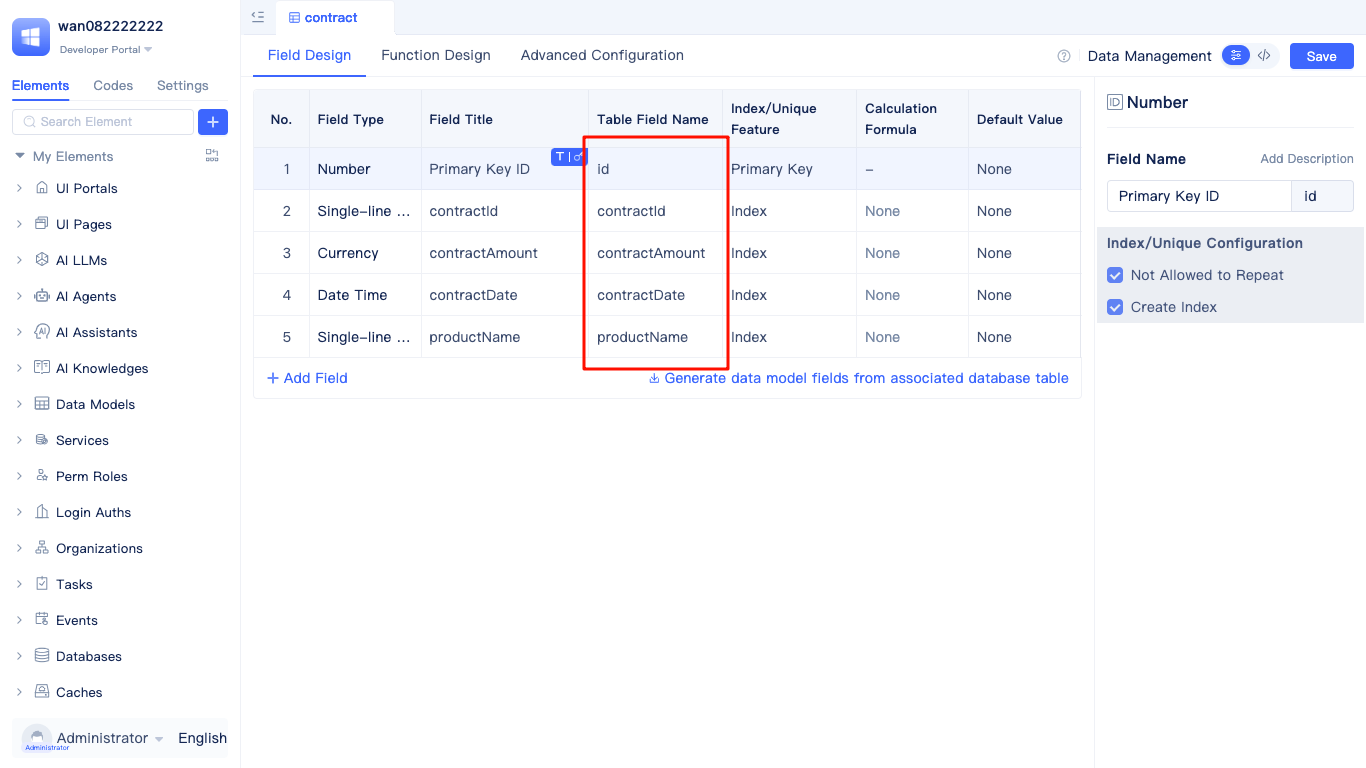 wan082222222
Developer Portal
Elements Codes Settings
Search Element
My Elements
UI Portals
UI Pages
AI LLMs
AI Agents
AI Assistants
AI Knowledges
Data Models
Services
Perm Roles
Login Auths
Organizations
Tasks
Events
Databases
Caches
Administrator
Administrator English
contract
Field Design Function Design Advanced Configuration
Data Management
Save
No. Field Type Field Title Table Field Name Index/Unique Feature Calculation Formula Default Value
1 Number Primary Key ID id Primary Key – None
2 Single-line ... contractId contractId Index None None
3 Currency contractAmount contractAmount Index None None
4 Date Time contractDate contractDate Index None None
5 Single-line ... productName productName Index None None
+ Add Field
Generate data model fields from associated database table
ID Number
Field Name Add Description
Primary Key ID id
Index/Unique Configuration
Not Allowed to Repeat
Create Index